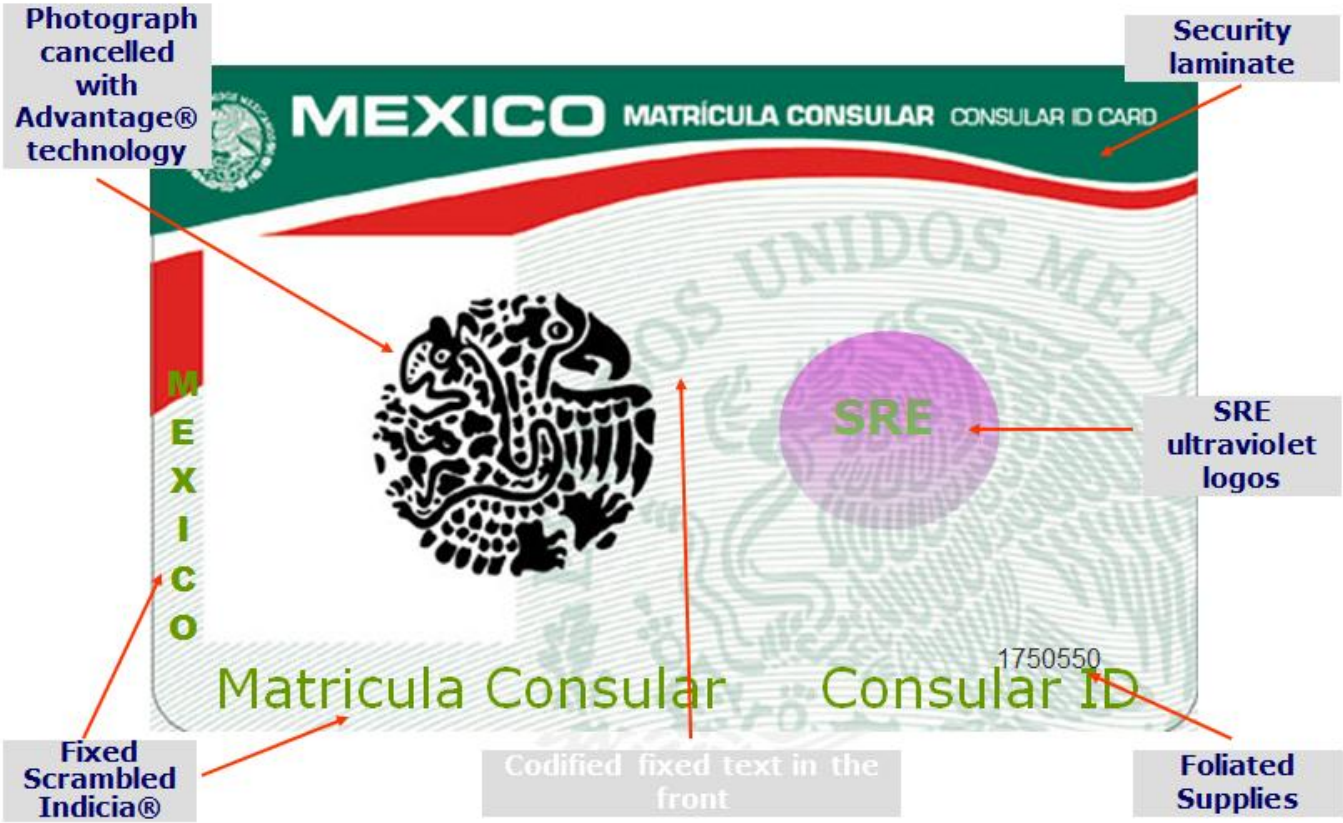 Photograph
cancelled
with
Advantage®
technology
Security
laminate
MEXICO MATRÍCULA CONSULAR CONSULAR ID CARD
UNIDOS MEXI
M
E
X
I
C
O
SRE
SRE
ultraviolet
logos
1750550
Matricula Consular Consular ID
Fixed
Scrambled
Indicia®
Codified fixed text in the
front
Foliated
Supplies